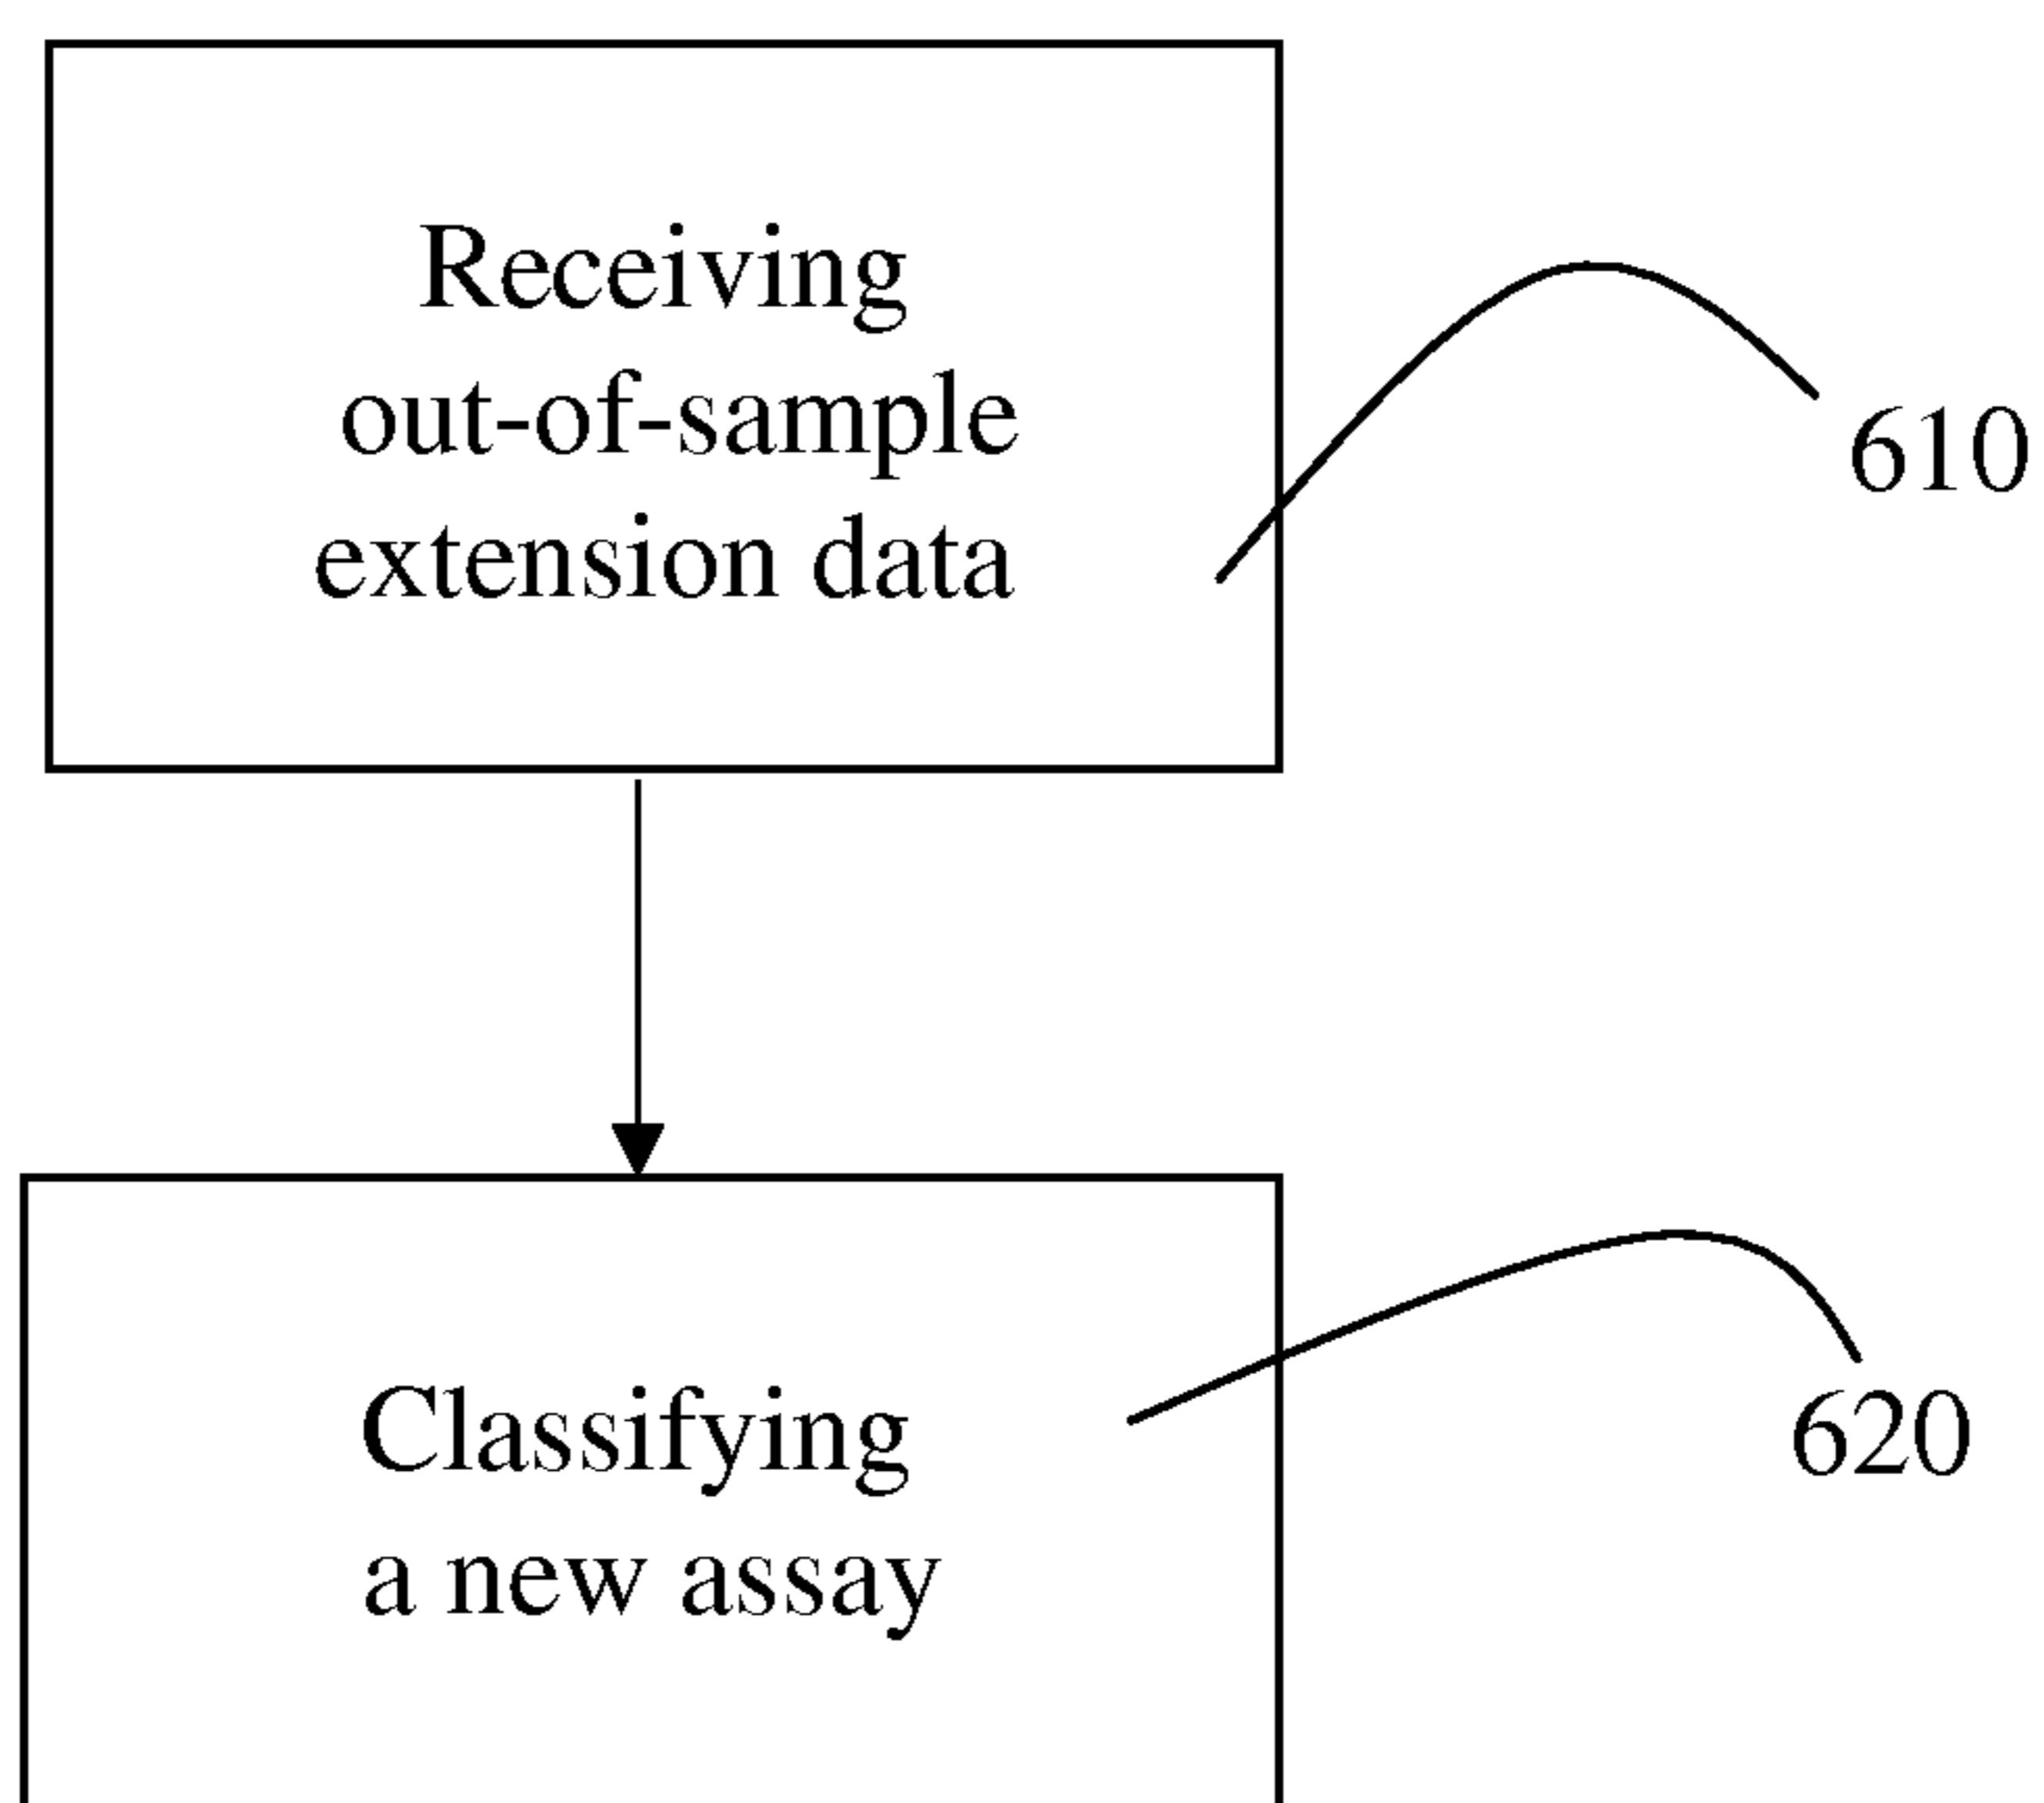 Receiving
out-of-sample
extension data
610
Classifying
a new assay
620